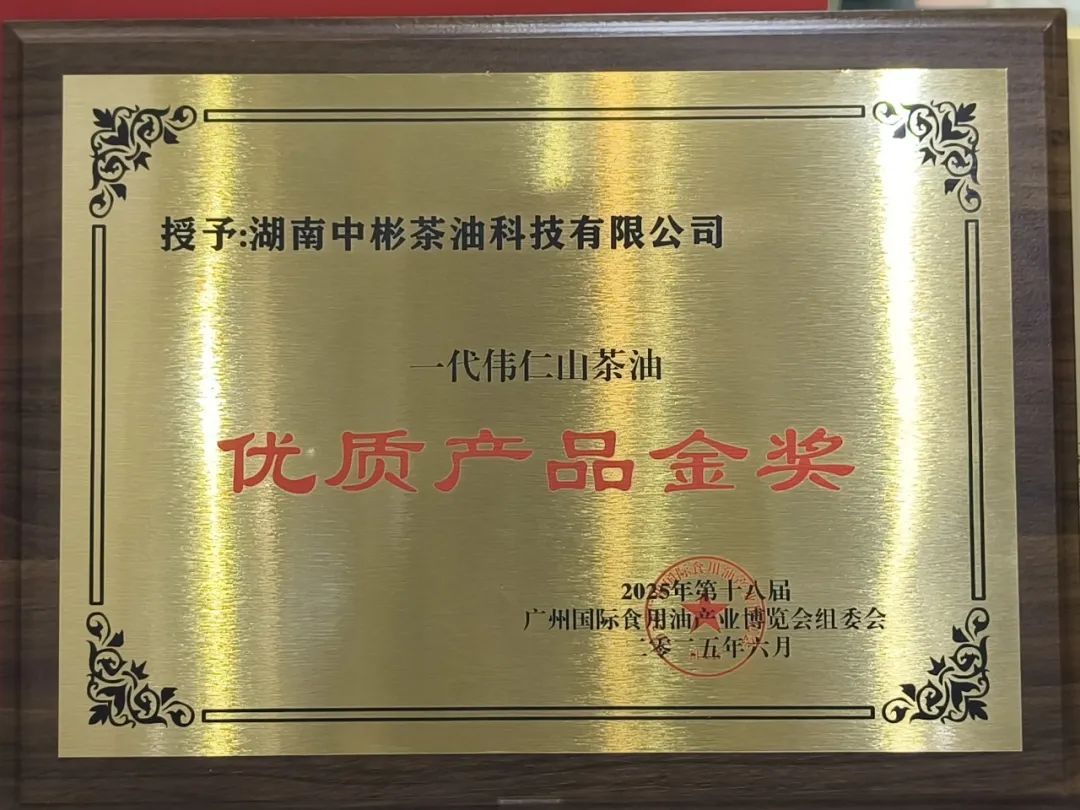 授予:湖南中彬茶油科技有限公司
一代伟仁山茶油
优质产品金奖
2025年第十八届
广州国际食用油产业博览会组委会
二零二五年六月